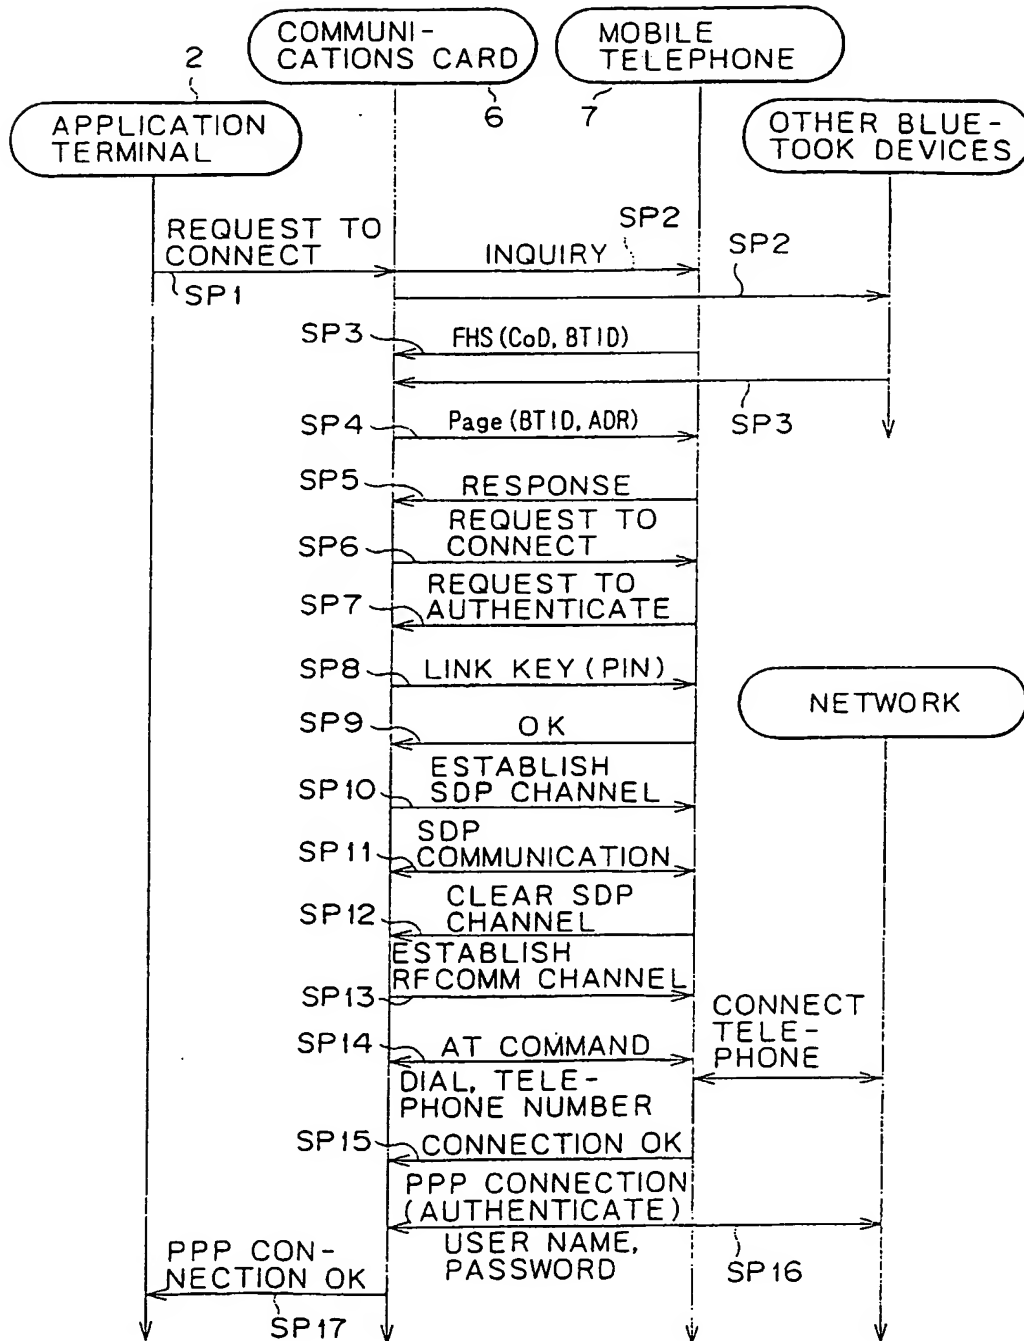 COMMUNI-
CATIONS CARD
6
MOBILE
TELEPHONE
7
2
APPLICATION
TERMINAL
OTHER BLUE-
TOOK DEVICES
REQUEST TO
CONNECT
SP1
INQUIRY
SP2
SP2
SP3
FHS (CoD, BTID)
SP3
SP4
Page (BTID, ADR)
SP5
RESPONSE
SP6
REQUEST TO
CONNECT
SP7
REQUEST TO
AUTHENTICATE
SP8
LINK KEY (PIN)
NETWORK
SP9
OK
SP10
ESTABLISH
SDP CHANNEL
SP11
SDP
COMMUNICATION
SP12
CLEAR SDP
CHANNEL
ESTABLISH
RFCOMM CHANNEL
SP13
CONNECT
TELE-
PHONE
SP14
AT COMMAND
DIAL, TELE-
PHONE NUMBER
SP15
CONNECTION OK
PPP CONNECTION
(AUTHENTICATE)
USER NAME,
PASSWORD
SP16
PPP CON-
NECTION OK
SP17